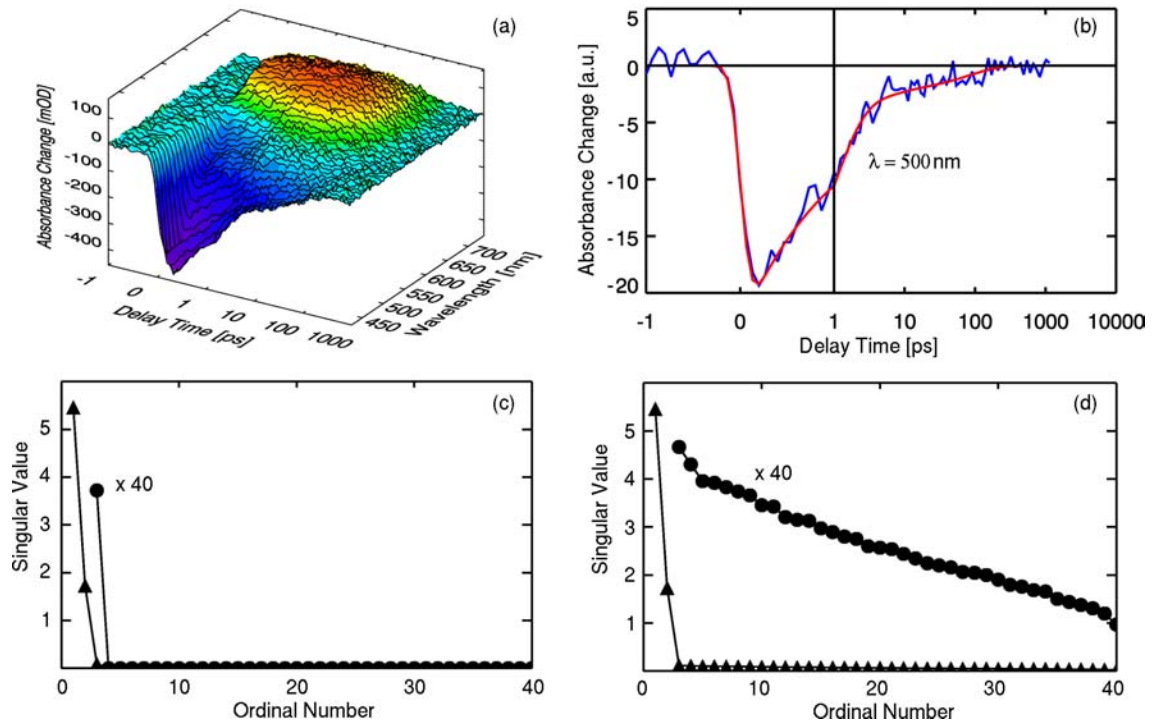 (a)
Absorbance Change [mOD]
100
0
-100
-200
-300
-400
-1 0 1 10 100 1000
Delay Time [ps]
450 500 550 600 650 700
Wavelength [nm]
(b)
Absorbance Change [a.u.]
5
0
-5
-10
-15
-20
λ = 500 nm
-1 0 1 10 100 1000 10000
Delay Time [ps]
(c)
Singular Value
5
4
3
2
1
x 40
0 10 20 30 40
Ordinal Number
(d)
Singular Value
5
4
3
2
1
x 40
0 10 20 30 40
Ordinal Number